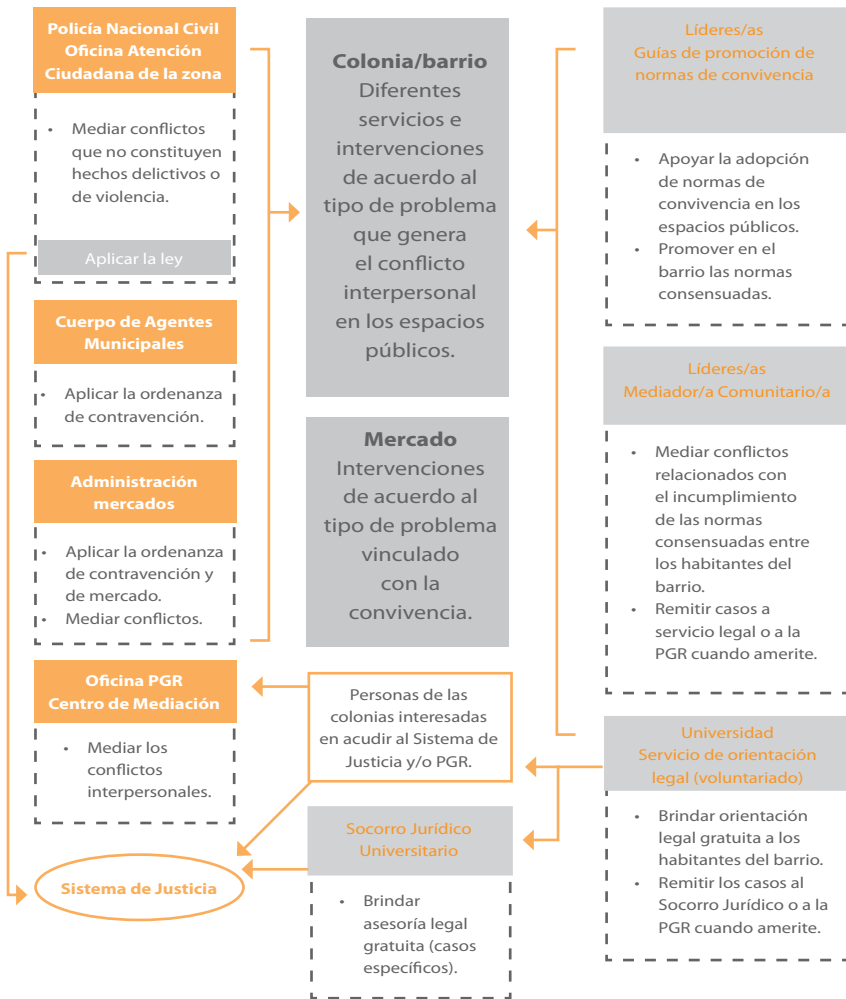 Policía Nacional Civil
Oficina Atención
Ciudadana de la zona
• Mediar conflictos
que no constituyen
hechos delictivos o
de violencia.
Aplicar la ley
Cuerpo de Agentes
Municipales
• Aplicar la ordenanza
de contravención.
Administración
mercados
• Aplicar la ordenanza
de contravención y
de mercado.
• Mediar conflictos.
Oficina PGR
Centro de Mediación
• Mediar los
conflictos
interpersonales.
Sistema de Justicia
Colonia/barrio
Diferentes
servicios e
intervenciones
de acuerdo al
tipo de problema
que genera
el conflicto
interpersonal
en los espacios
públicos.
Mercado
Intervenciones
de acuerdo al
tipo de problema
vinculado
con la
convivencia.
Personas de las
colonias interesadas
en acudir al Sistema de
Justicia y/o PGR.
Socorro Jurídico
Universitario
• Brindar
asesoría legal
gratuita (casos
específicos).
Líderes/as
Guías de promoción de
normas de convivencia
• Apoyar la adopción
de normas de
convivencia en los
espacios públicos.
• Promover en el
barrio las normas
consensuadas.
Líderes/as
Mediador/a Comunitario/a
• Mediar conflictos
relacionados con
el incumplimiento
de las normas
consensuadas entre
los habitantes del
barrio.
• Remitir casos a
servicio legal o a la
PGR cuando amerite.
Universidad
Servicio de orientación
legal (voluntariado)
• Brindar orientación
legal gratuita a los
habitantes del barrio.
• Remitir los casos al
Socorro Jurídico o a la
PGR cuando amerite.